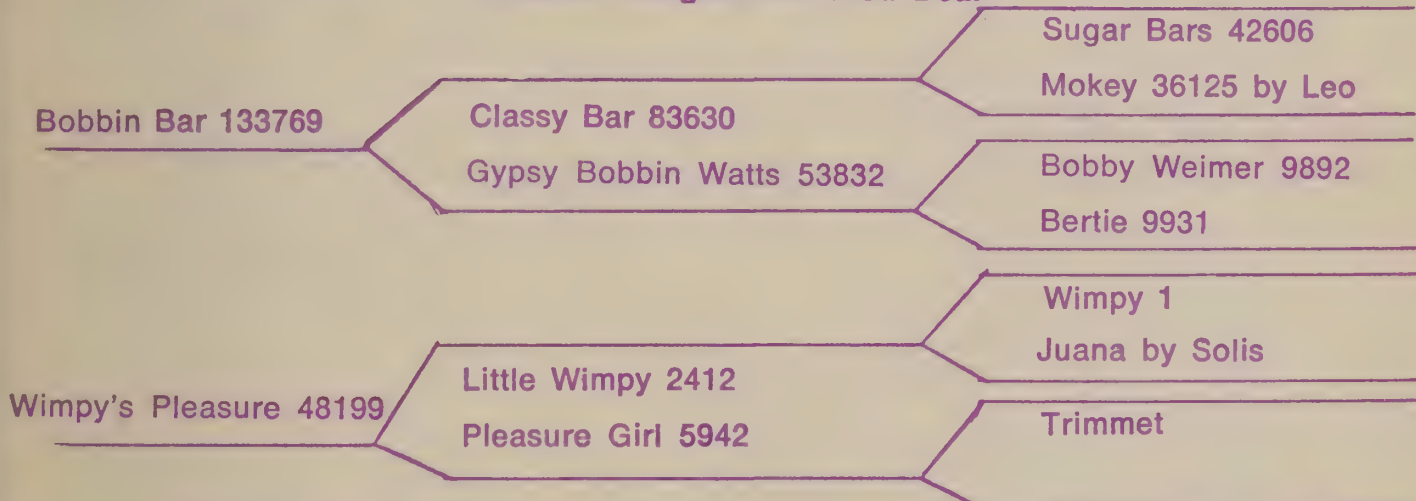 Sugar Bars 42606
Mokey 36125 by Leo
Bobbin Bar 133769
Classy Bar 83630
Gypsy Bobbin Watts 53832
Bobby Weimer 9892
Bertie 9931
Wimpy 1
Juana by Solis
Wimpy's Pleasure 48199
Little Wimpy 2412
Pleasure Girl 5942
Trimmet